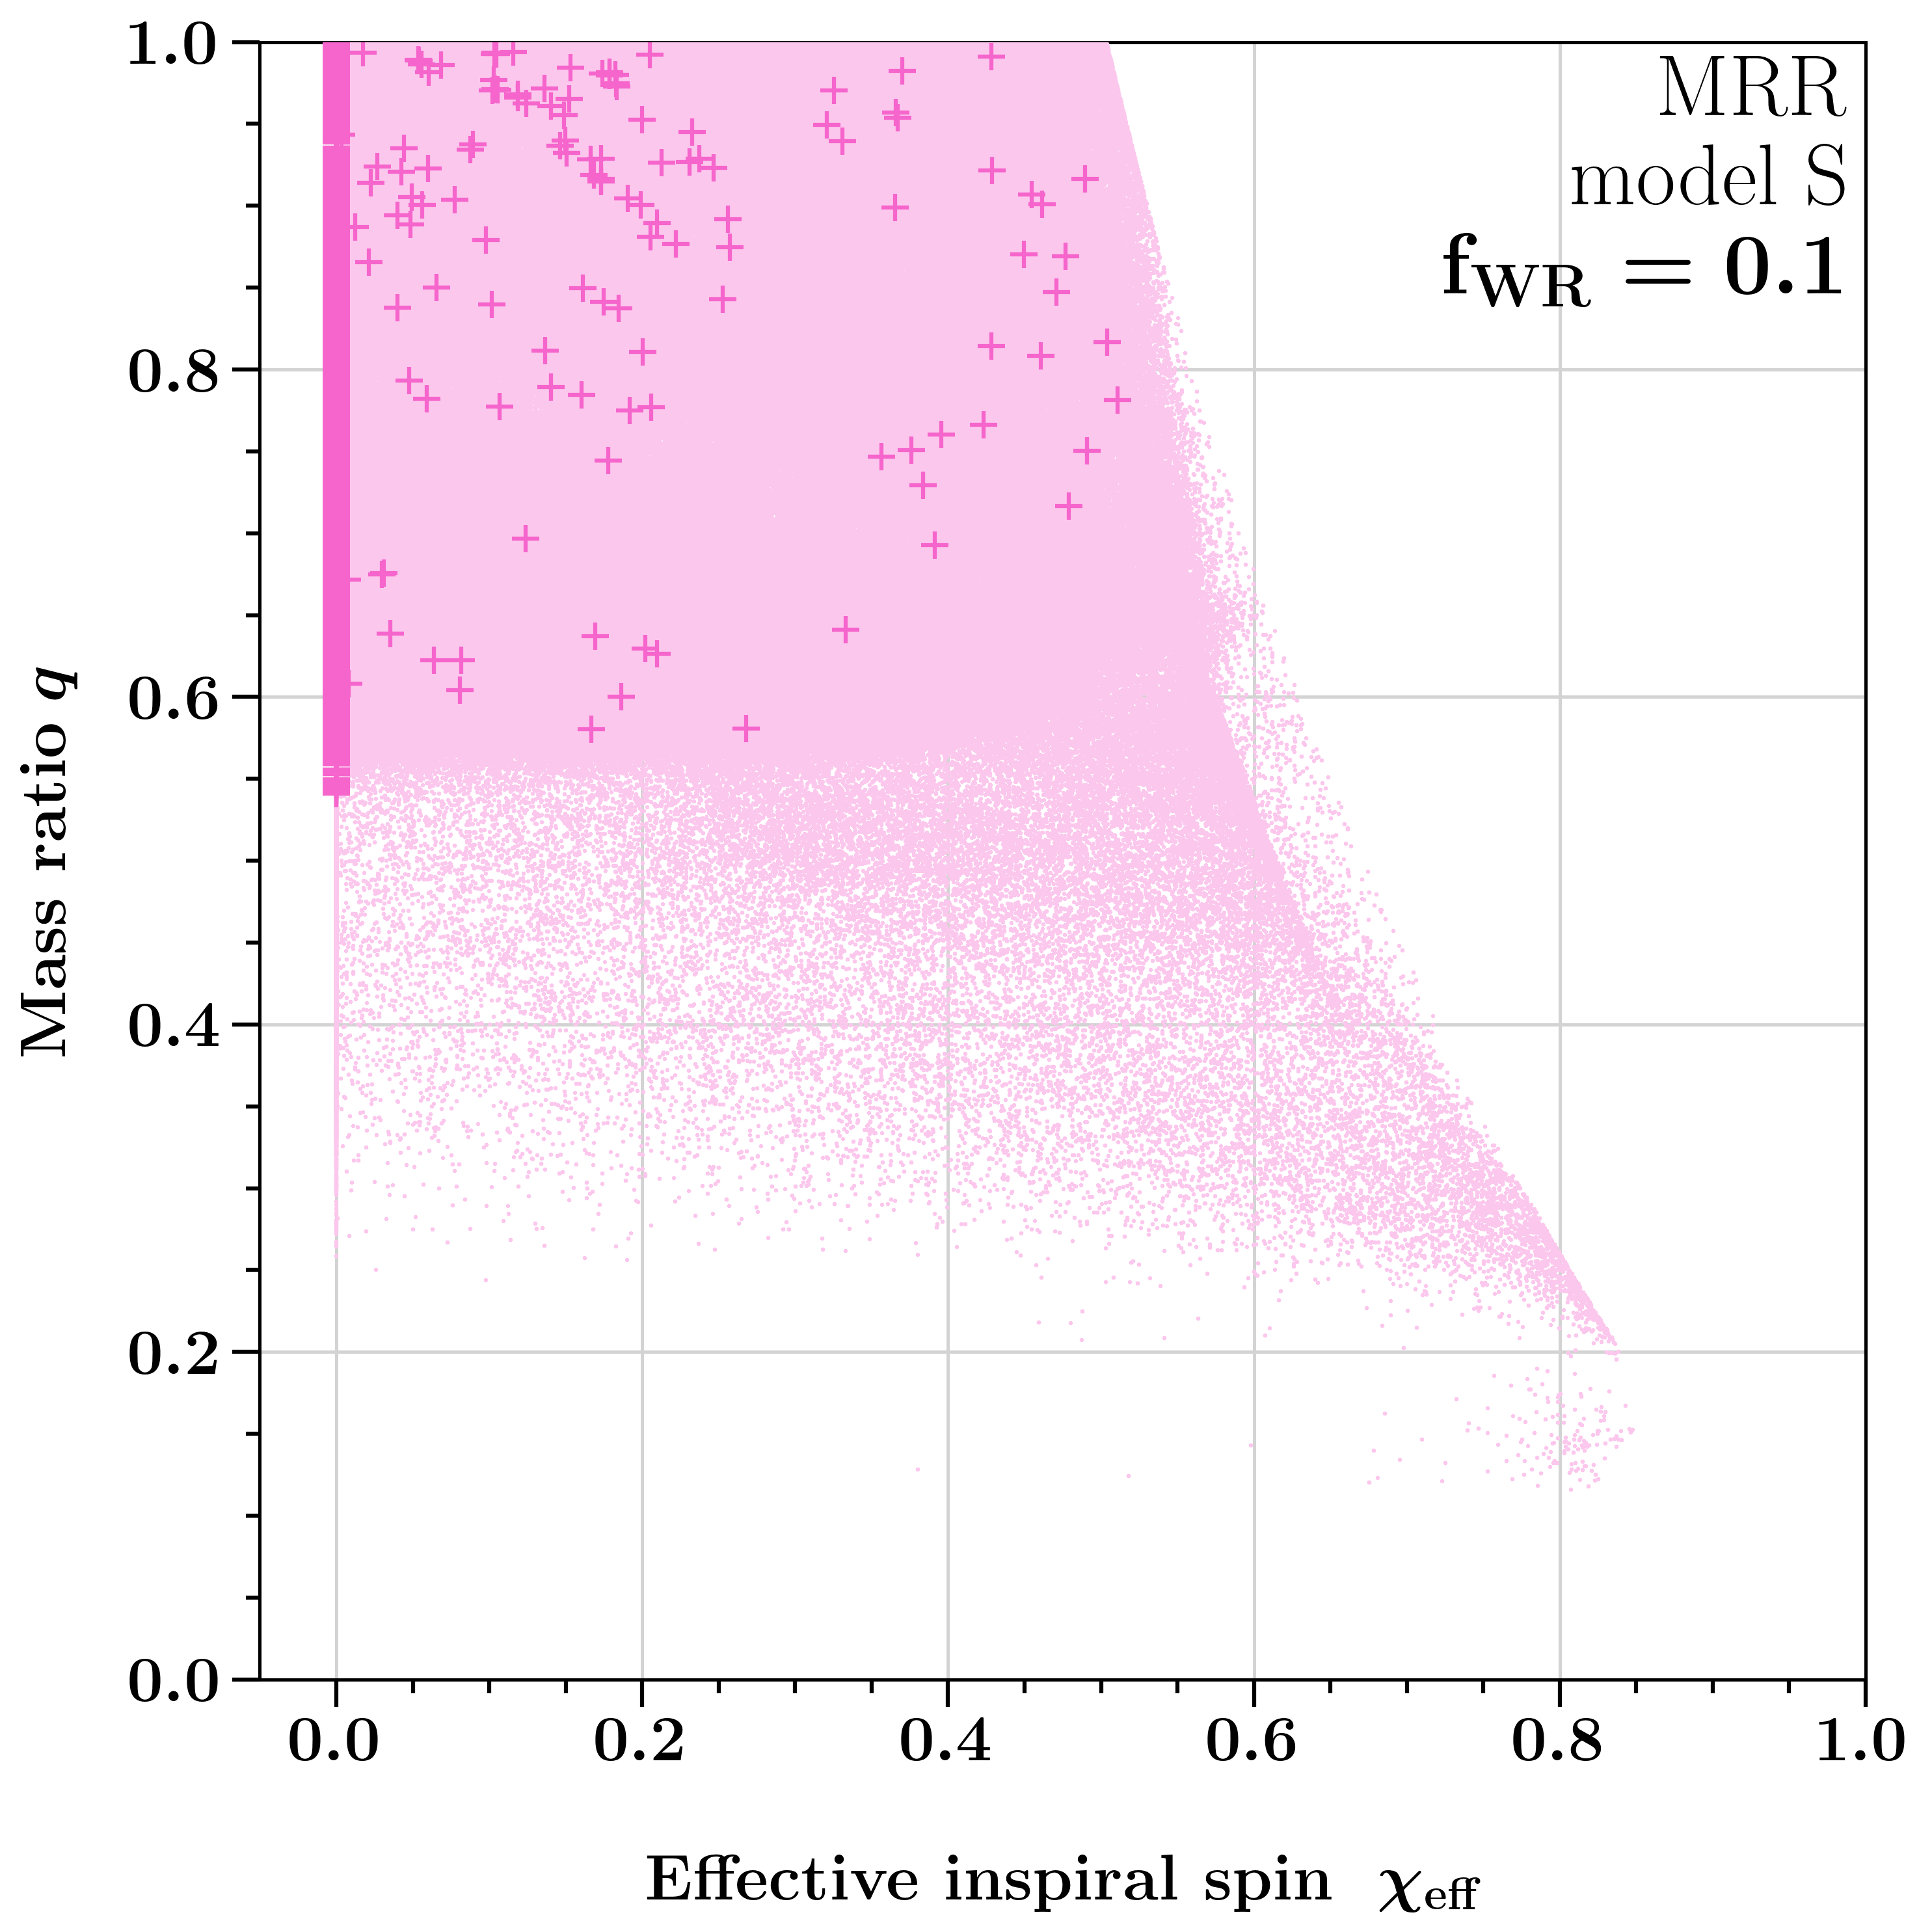 MRR
model S
f_WR = 0.1
1.0
0.8
0.6
0.4
0.2
0.0
Mass ratio q
0.0 0.2 0.4 0.6 0.8 1.0
Effective inspiral spin χ_eff